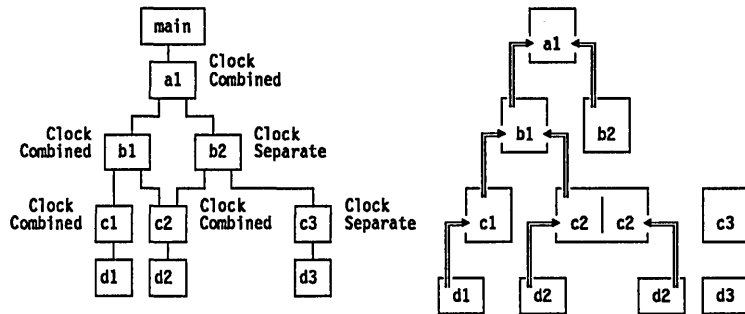 main
Clock
Combined
a1
Clock
Combined
b1
b2
Clock
Separate
Clock
Combined
c1
c2
Clock
Combined
c3
Clock
Separate
d1
d2
d3
a1
b1
b2
c1
c2
c2
c3
d1
d2
d2
d3